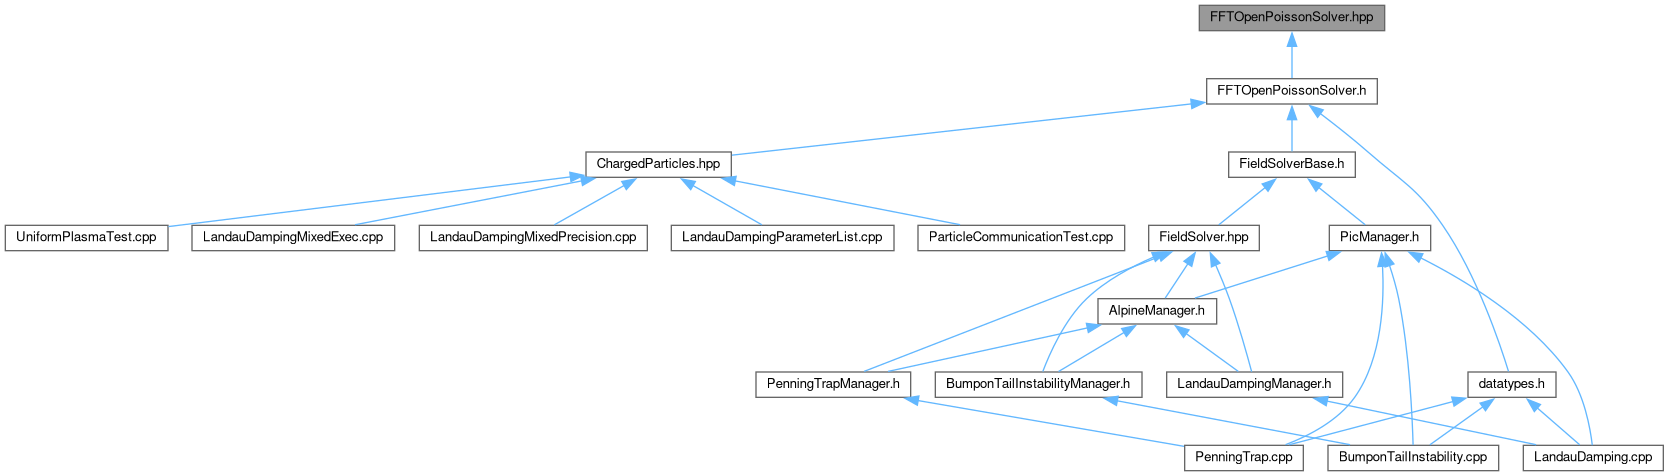 FFTOpenPoissonSolver.hpp
FFTOpenPoissonSolver.h
ChargedParticles.hpp
FieldSolverBase.h
UniformPlasmaTest.cpp
LandauDampingMixedExec.cpp
LandauDampingMixedPrecision.cpp
LandauDampingParameterList.cpp
ParticleCommunicationTest.cpp
FieldSolver.hpp
PicManager.h
AlpineManager.h
PenningTrapManager.h
BumponTailInstabilityManager.h
LandauDampingManager.h
datatypes.h
PenningTrap.cpp
BumponTailInstability.cpp
LandauDamping.cpp